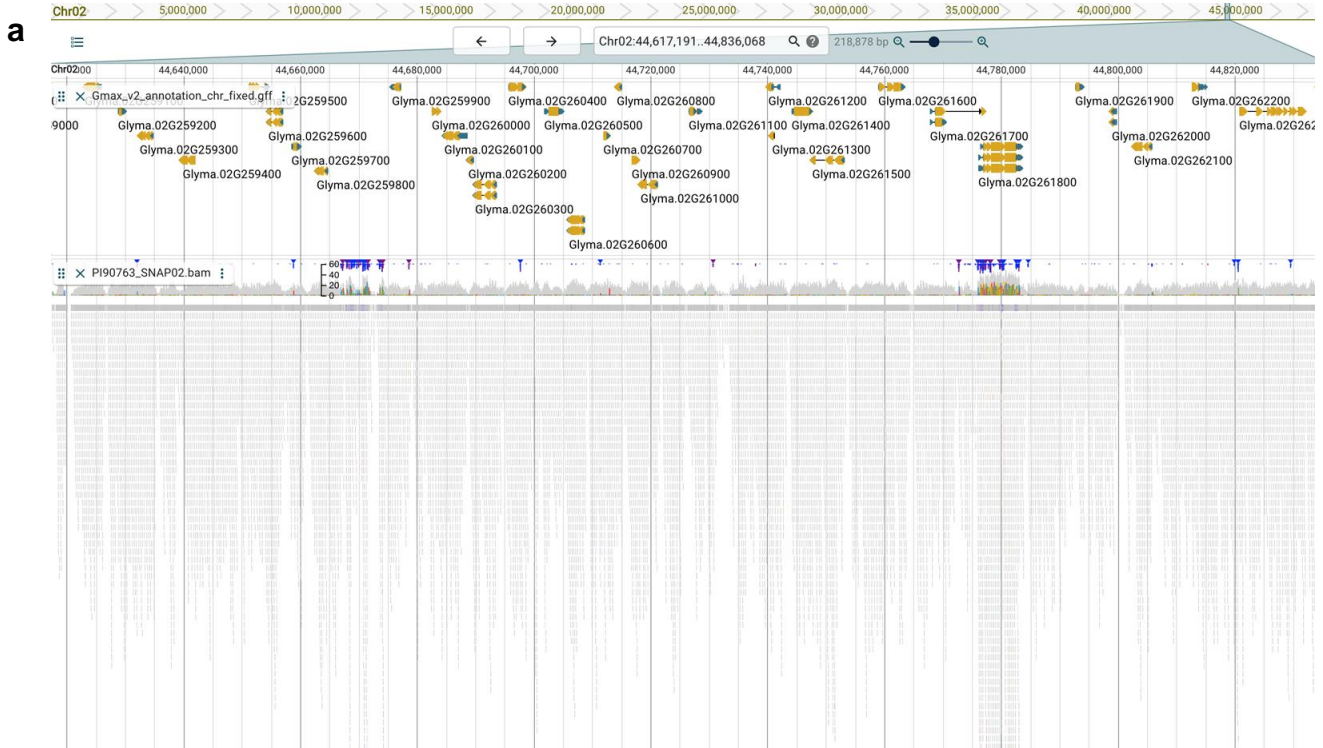 a
Chr02 5,000,000 10,000,000 15,000,000 20,000,000 25,000,000 30,000,000 35,000,000 40,000,000 45,000,000
Chr02:44,617,191..44,836,068 218,878 bp
Chr02 000 44,640,000 44,660,000 44,680,000 44,700,000 44,720,000 44,740,000 44,760,000 44,780,000 44,800,000 44,820,000
Gmax_v2_annotation_chr_fixed.gff 2G259500 Glyma.02G259900 Glyma.02G260400 Glyma.02G260800 Glyma.02G261200 Glyma.02G261600 Glyma.02G261900 Glyma.02G262200
9000 Glyma.02G259200 Glyma.02G260000 Glyma.02G260500 Glyma.02G261100 Glyma.02G261400 Glyma.02G262
Glyma.02G259600 Glyma.02G261700 Glyma.02G262000
Glyma.02G259300 Glyma.02G260100 Glyma.02G260700 Glyma.02G261300
Glyma.02G259700 Glyma.02G262100
Glyma.02G259400 Glyma.02G260200 Glyma.02G260900 Glyma.02G261500
Glyma.02G259800 Glyma.02G261800
Glyma.02G261000
Glyma.02G260300
Glyma.02G260600
PI90763_SNAP02.bam
60
40
20
0